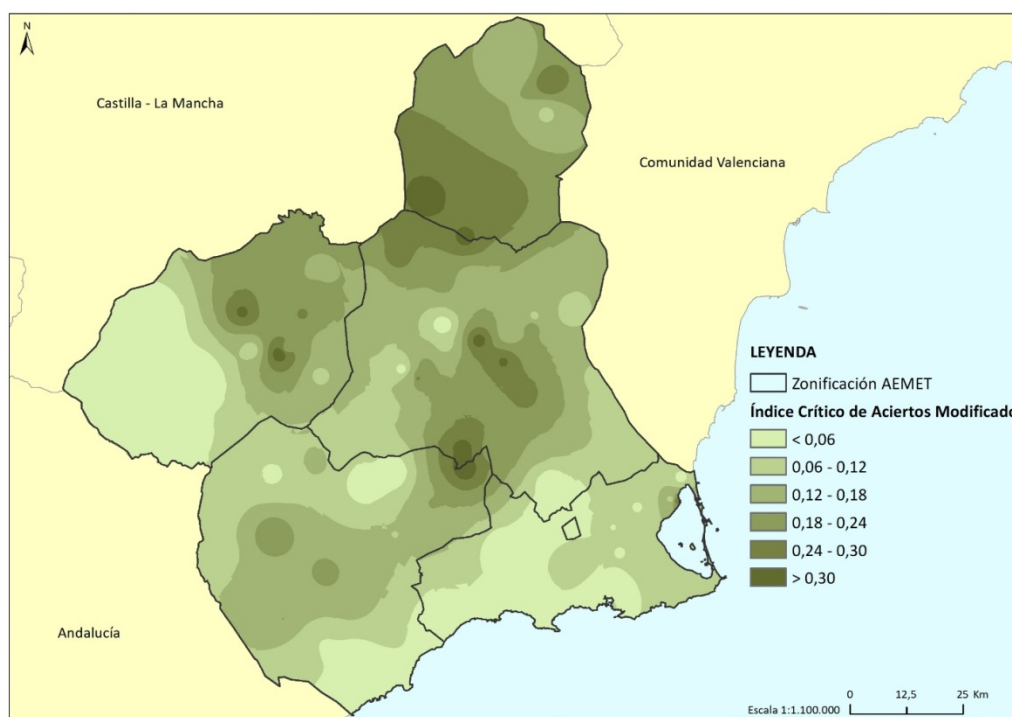 N
Castilla - La Mancha
Comunidad Valenciana
LEYENDA
Zonificación AEMET
Índice Crítico de Aciertos Modificado
< 0,06
0,06 - 0,12
0,12 - 0,18
0,18 - 0,24
0,24 - 0,30
> 0,30
Andalucía
0 12,5 25 Km
Escala 1:1.100.000